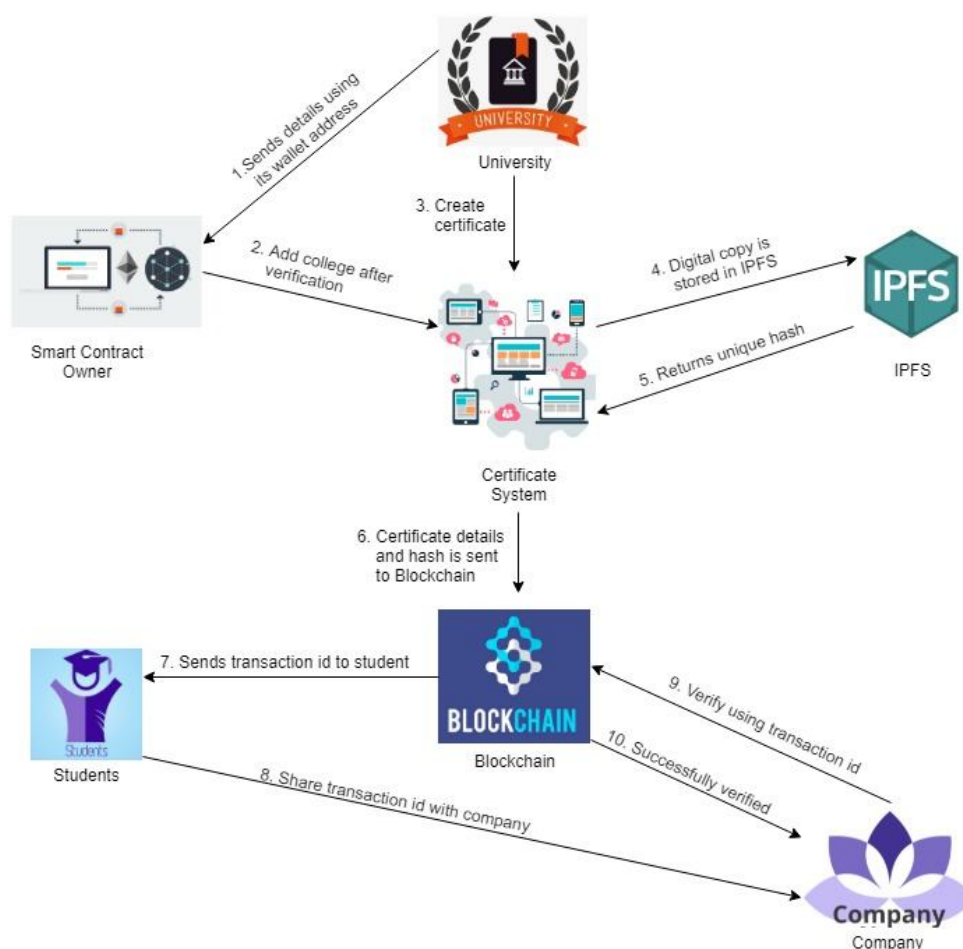 UNIVERSITY
University
1.Sends details using
its wallet address
3. Create
certificate
2. Add college after
verification
4. Digital copy is
stored in IPFS
IPFS
IPFS
5. Returns unique hash
Smart Contract
Owner
Certificate
System
6. Certificate details
and hash is sent
to Blockchain
7. Sends transaction id to student
BLOCKCHAIN
Blockchain
Students
Students
8. Share transaction id with company
9. Verify using transaction id
10. Successfully verified
Company
Company